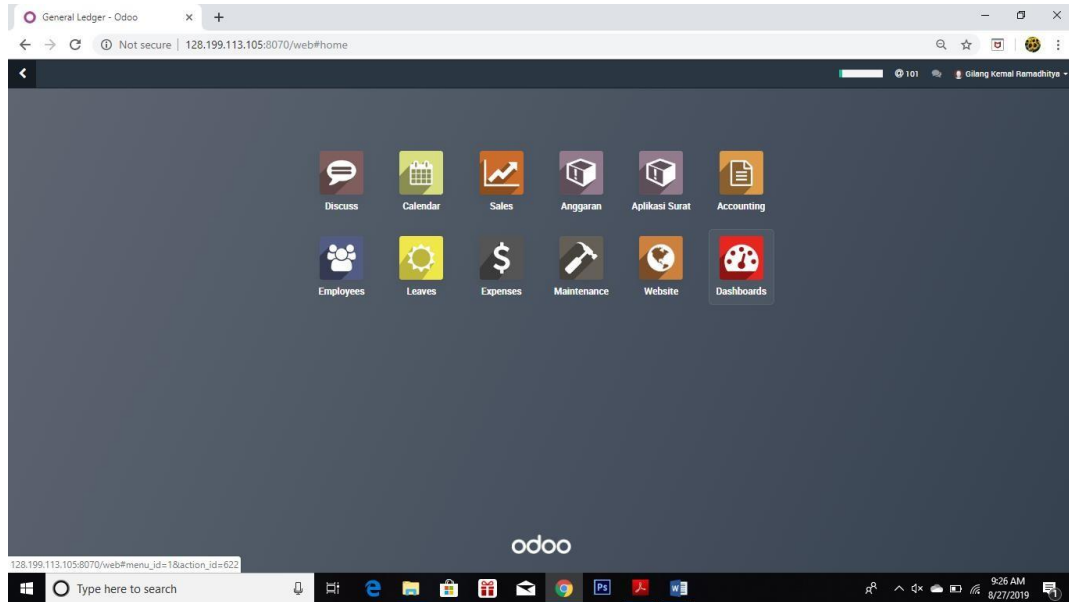 General Ledger - Odoo
Not secure | 128.199.113.105:8070/web#home
@ 101 Gilang Kemal Ramadhitya
Discuss Calendar Sales Anggaran Aplikasi Surat Accounting
Employees Leaves Expenses Maintenance Website Dashboards
odoo
128.199.113.105:8070/web#menu_id=1&action_id=622
Type here to search
Ps
W
9:26 AM
8/27/2019
1